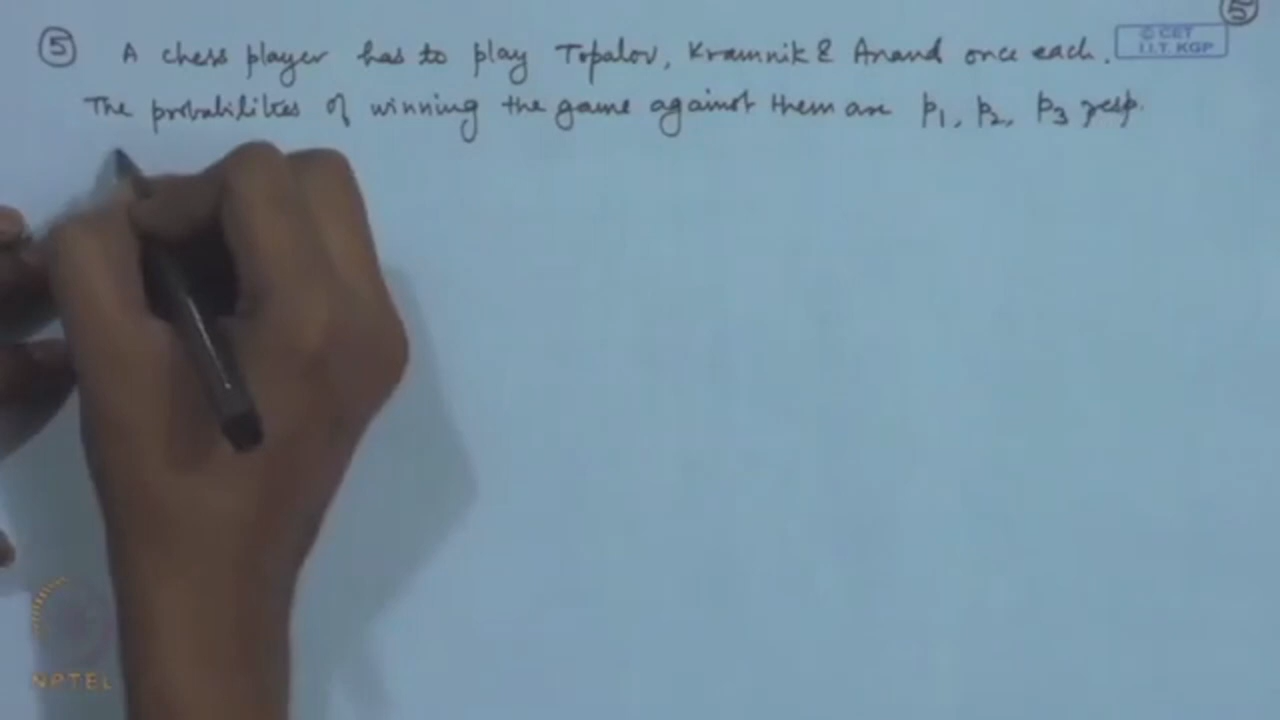 5
5 A chess player has to play Topalov, Kramnik & Anand once each.
© CET
I.I.T. KGP
The probabilities of winning the game against them are p1, p2, p3 resp.
NPTEL